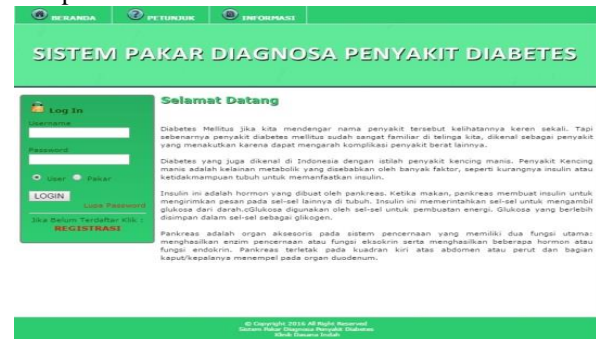 BERANDA
PETUNJUK
INFORMASI
SISTEM PAKAR DIAGNOSA PENYAKIT DIABETES
Log In
Username
Password
User Pakar
LOGIN
Lupa Password
Jika Belum Terdaftar Klik :
REGISTRASI
Selamat Datang
Diabetes Mellitus jika kita mendengar nama penyakit tersebut kelihatannya keren sekali. Tapi
sebenarnya penyakit diabetes mellitus sudah sangat familiar di telinga kita, dikenal sebagai penyakit
yang menakutkan karena dapat mengarah komplikasi penyakit berat lainnya.
Diabetes yang juga dikenal di Indonesia dengan istilah penyakit kencing manis. Penyakit Kencing
manis adalah kelainan metabolik yang disebabkan oleh banyak faktor, seperti kurangnya insulin atau
ketidakmampuan tubuh untuk memanfaatkan insulin.
Insulin ini adalah hormon yang dibuat oleh pankreas. Ketika makan, pankreas membuat insulin untuk
mengirimkan pesan pada sel-sel lainnya di tubuh. Insulin ini memerintahkan sel-sel untuk mengambil
glukosa dari darah.cGlukosa digunakan oleh sel-sel untuk pembuatan energi. Glukosa yang berlebih
disimpan dalam sel-sel sebagai glikogen.
Pankreas adalah organ aksesoris pada sistem pencernaan yang memiliki dua fungsi utama:
menghasilkan enzim pencernaan atau fungsi eksokrin serta menghasilkan beberapa hormon atau
fungsi endokrin. Pankreas terletak pada kuadran kiri atas abdomen atau perut dan bagian
kaput/kepalanya menempel pada organ duodenum.
© Copyright 2016 All Right Reserved
Sistem Pakar Diagnosa Penyakit Diabetes
Klinik Indah